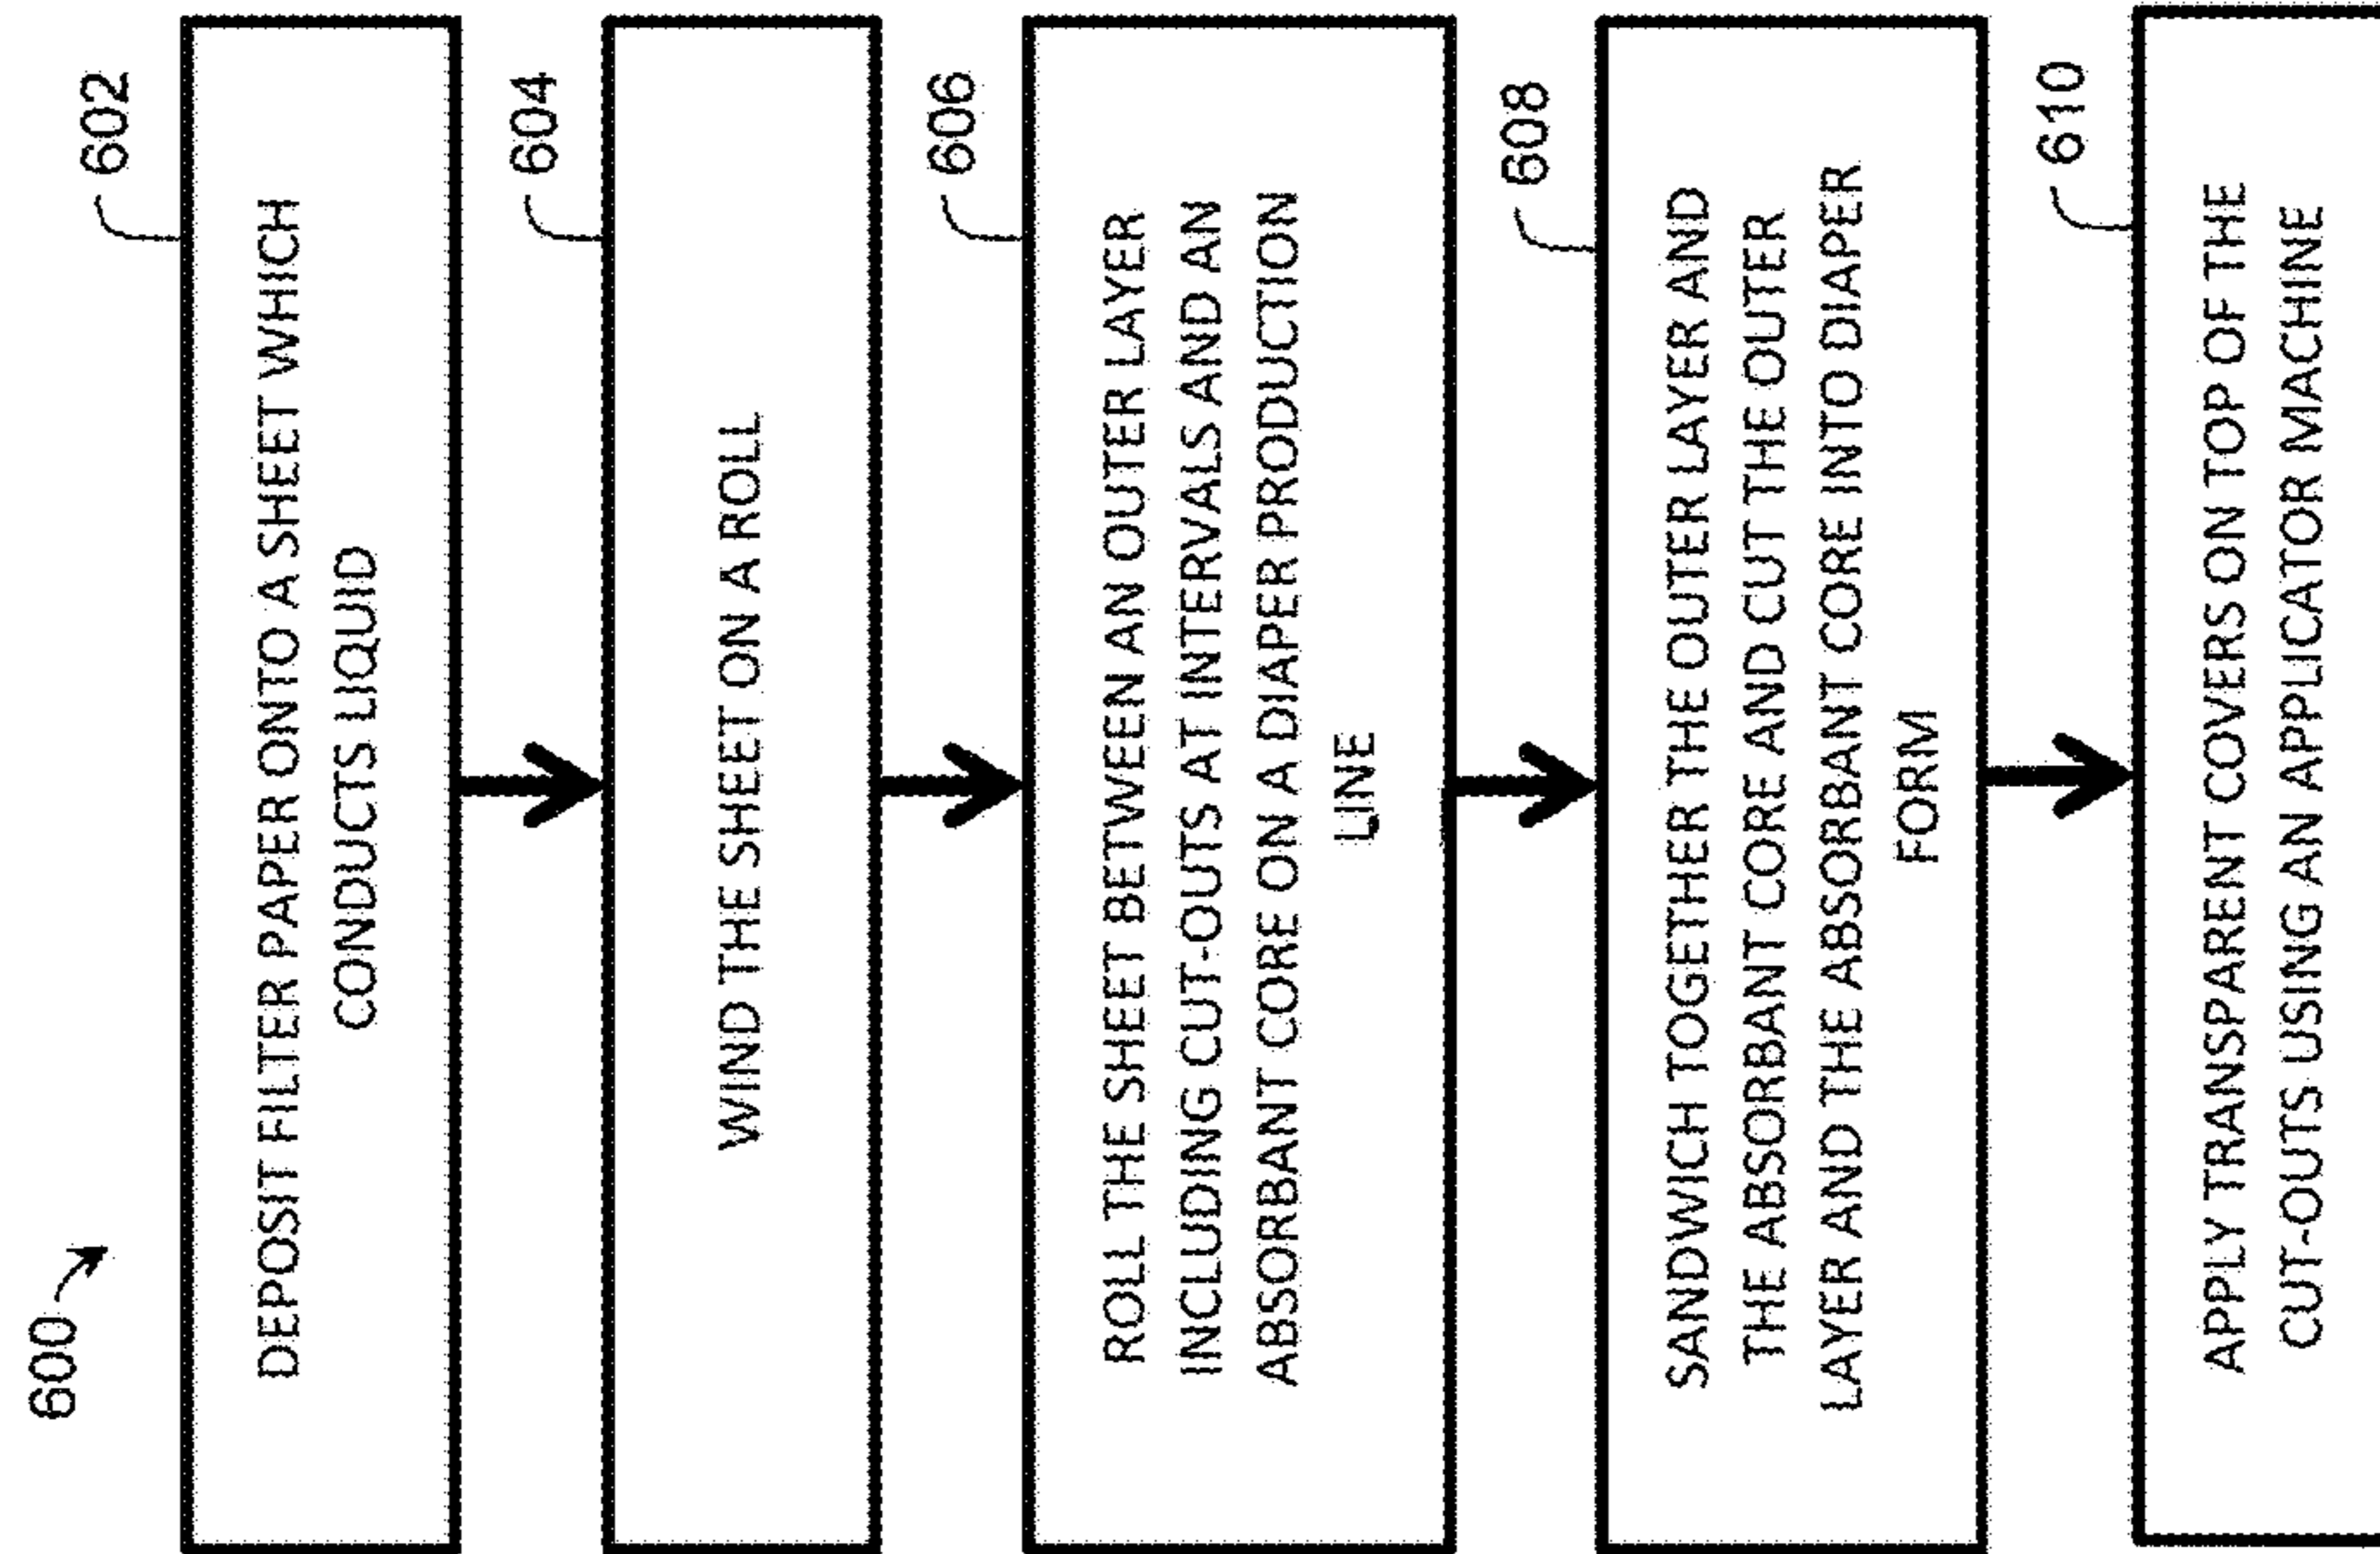 600
602
DEPOSIT FILTER PAPER ONTO A SHEET WHICH
CONDUCTS LIQUID
604
WIND THE SHEET ON A ROLL
606
ROLL THE SHEET BETWEEN AN OUTER LAYER
INCLUDING CUT-OUTS AT INTERVALS AND AN
ABSORBANT CORE ON A DIAPER PRODUCTION
LINE
608
SANDWICH TOGETHER THE OUTER LAYER AND
THE ABSORBANT CORE AND CUT THE OUTER
LAYER AND THE ABSORBANT CORE INTO DIAPER
FORM
610
APPLY TRANSPARENT COVERS ON TOP OF THE
CUT-OUTS USING AN APPLICATOR MACHINE